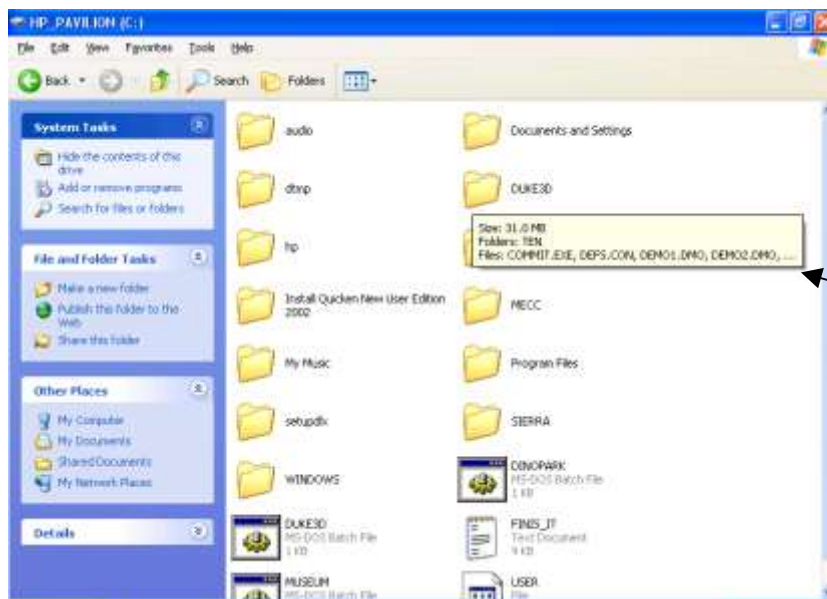 HP_PAVILION (C:)
File Edit View Favorites Tools Help
Back Search Folders
System Tasks
Hide the contents of this
drive
Add or remove programs
Search for files or folders
File and Folder Tasks
Make a new folder
Publish this folder to the
Web
Share this folder
Other Places
My Computer
My Documents
Shared Documents
My Network Places
Details
audio
Documents and Settings
dtmp
DUKE3D
Size: 31.0 MB
Folders: TEN
Files: COMMIT.EXE, DEFS.CON, DEMO1.DMO, DEMO2.DMO, ...
hp
Install Quicken New User Edition
2002
MECC
My Music
Program Files
setupdlx
SIERRA
WINDOWS
DINOPARK
MS-DOS Batch File
1 KB
DUKE3D
MS-DOS Batch File
1 KB
FINIS_IT
Text Document
9 KB
MUSEUM
MS-DOS Batch File
USER
File